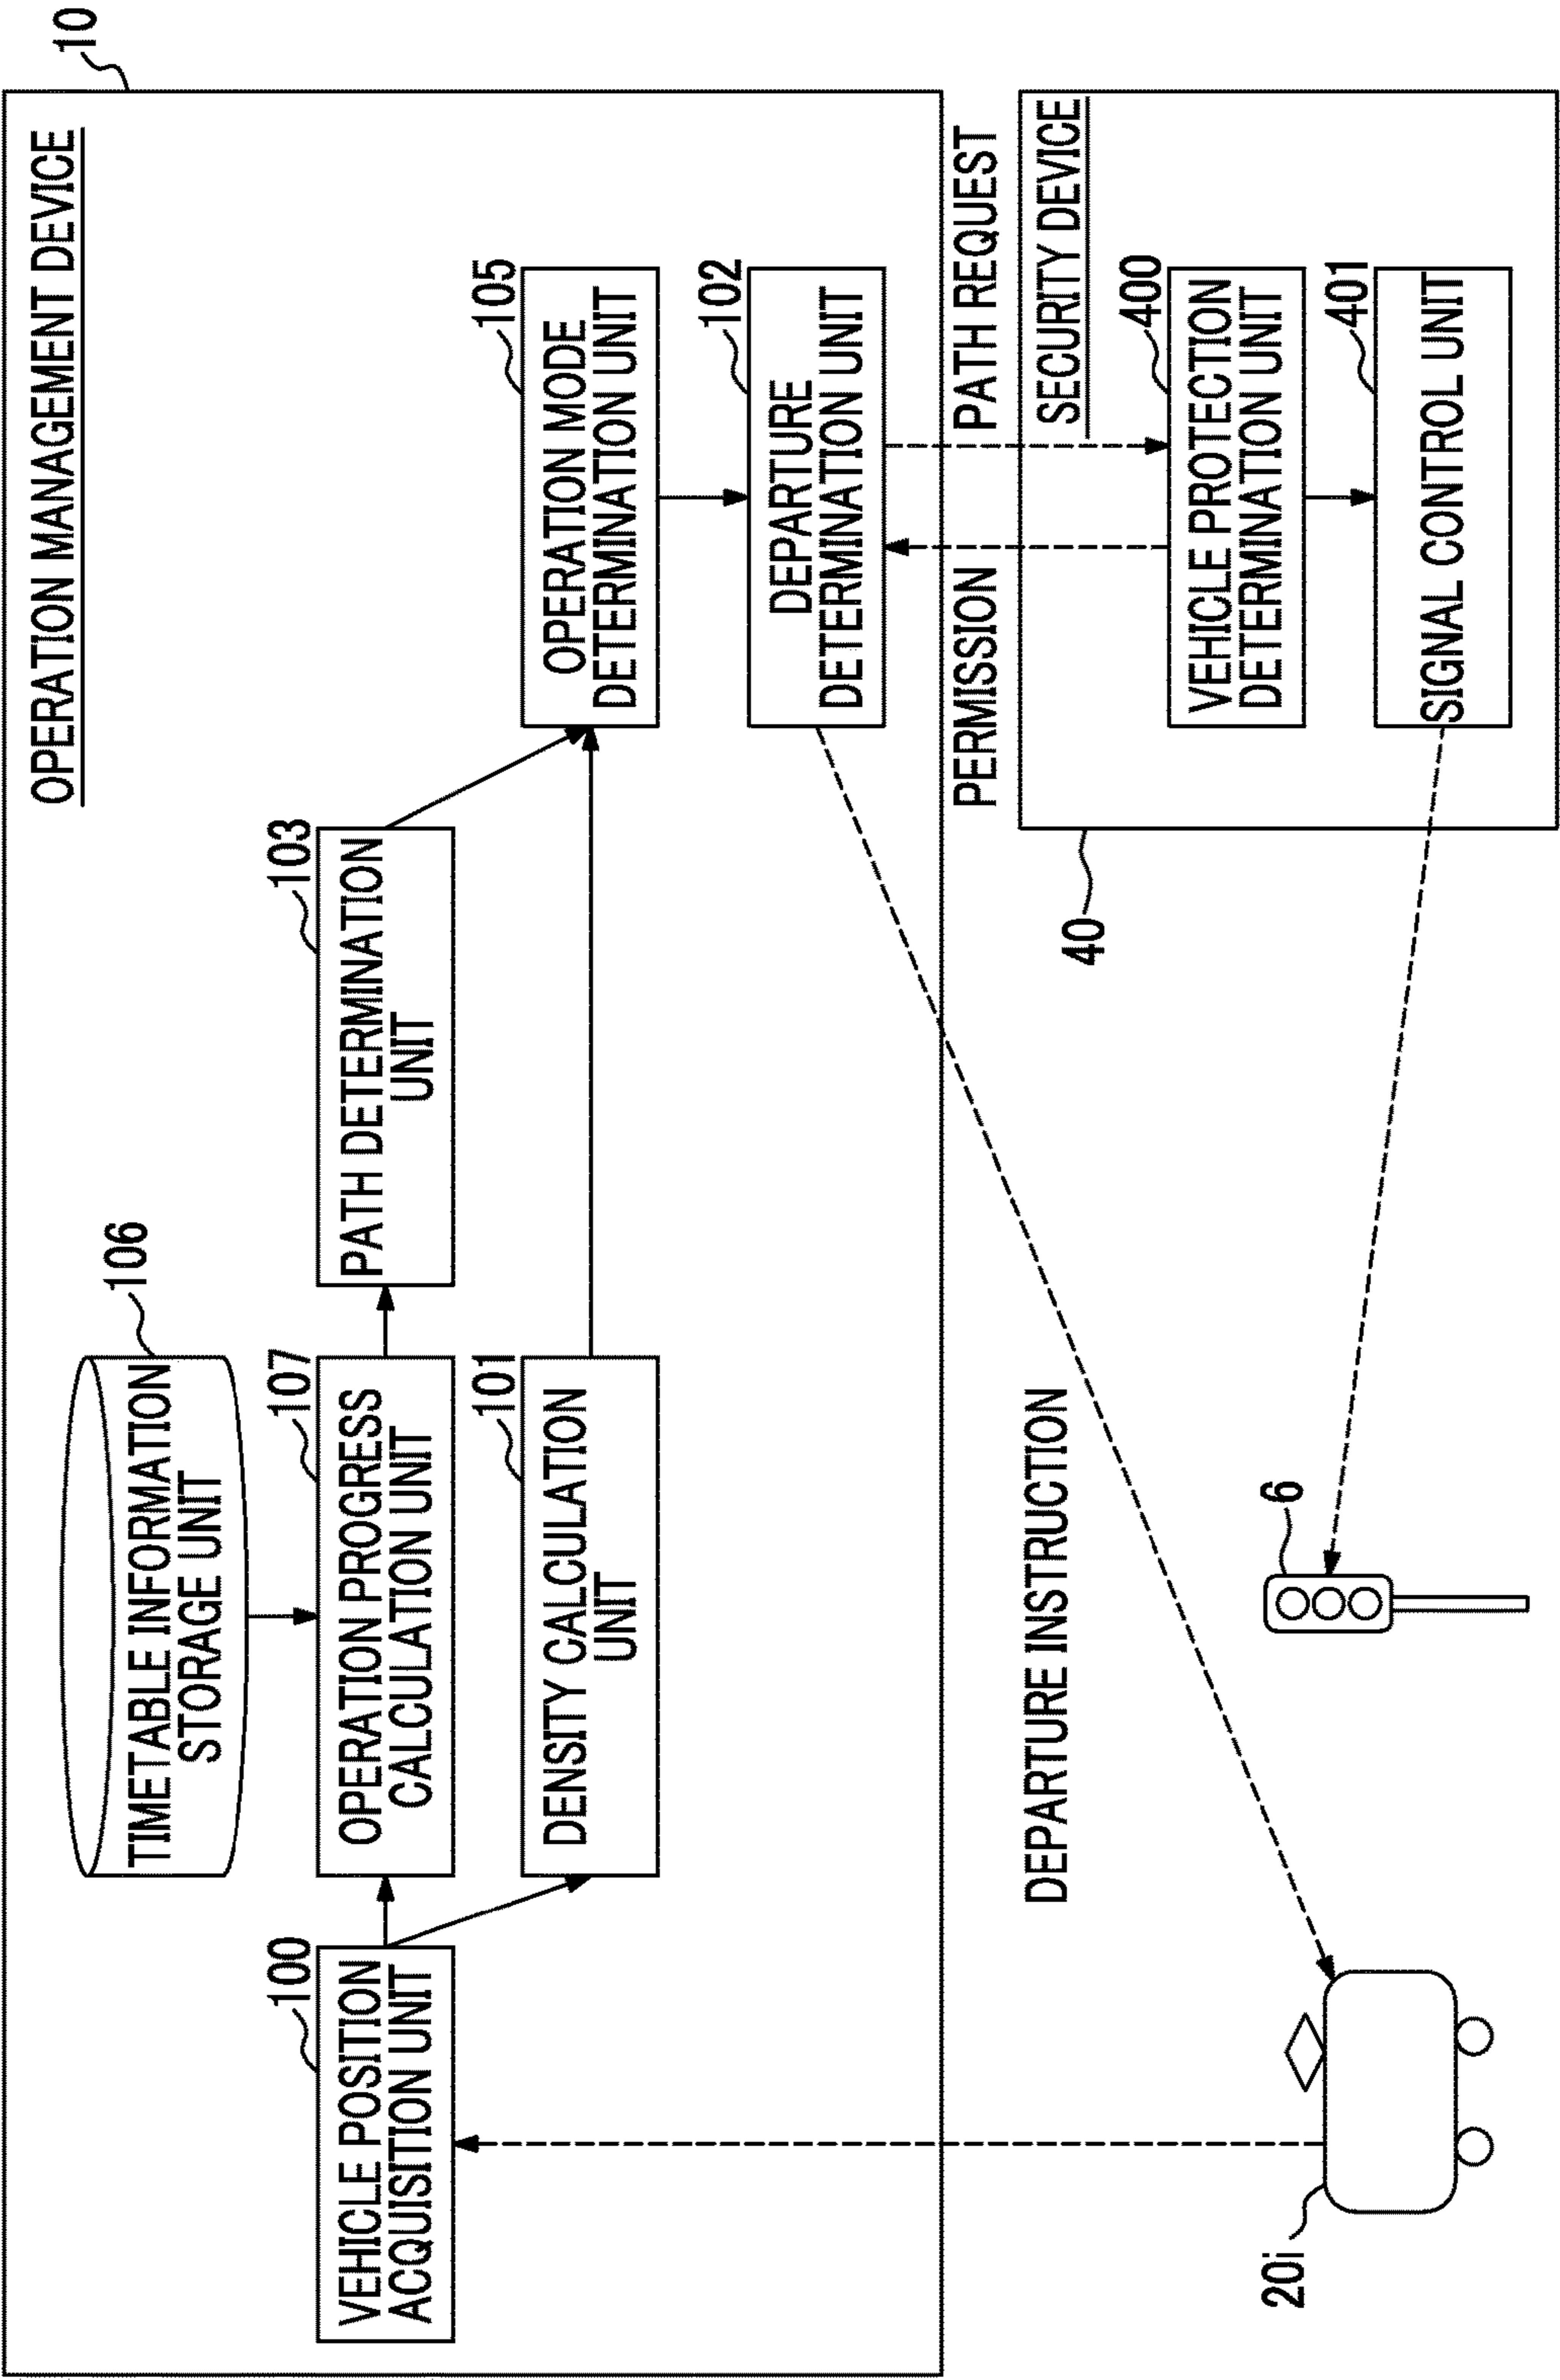 10
OPERATION MANAGEMENT DEVICE
106
TIMETABLE INFORMATION
STORAGE UNIT
100
VEHICLE POSITION
ACQUISITION UNIT
107
OPERATION PROGRESS
CALCULATION UNIT
103
PATH DETERMINATION
UNIT
101
DENSITY CALCULATION
UNIT
105
OPERATION MODE
DETERMINATION UNIT
102
DEPARTURE
DETERMINATION UNIT
DEPARTURE INSTRUCTION
PERMISSION
PATH REQUEST
40
SECURITY DEVICE
400
VEHICLE PROTECTION
DETERMINATION UNIT
401
SIGNAL CONTROL UNIT
20i
6